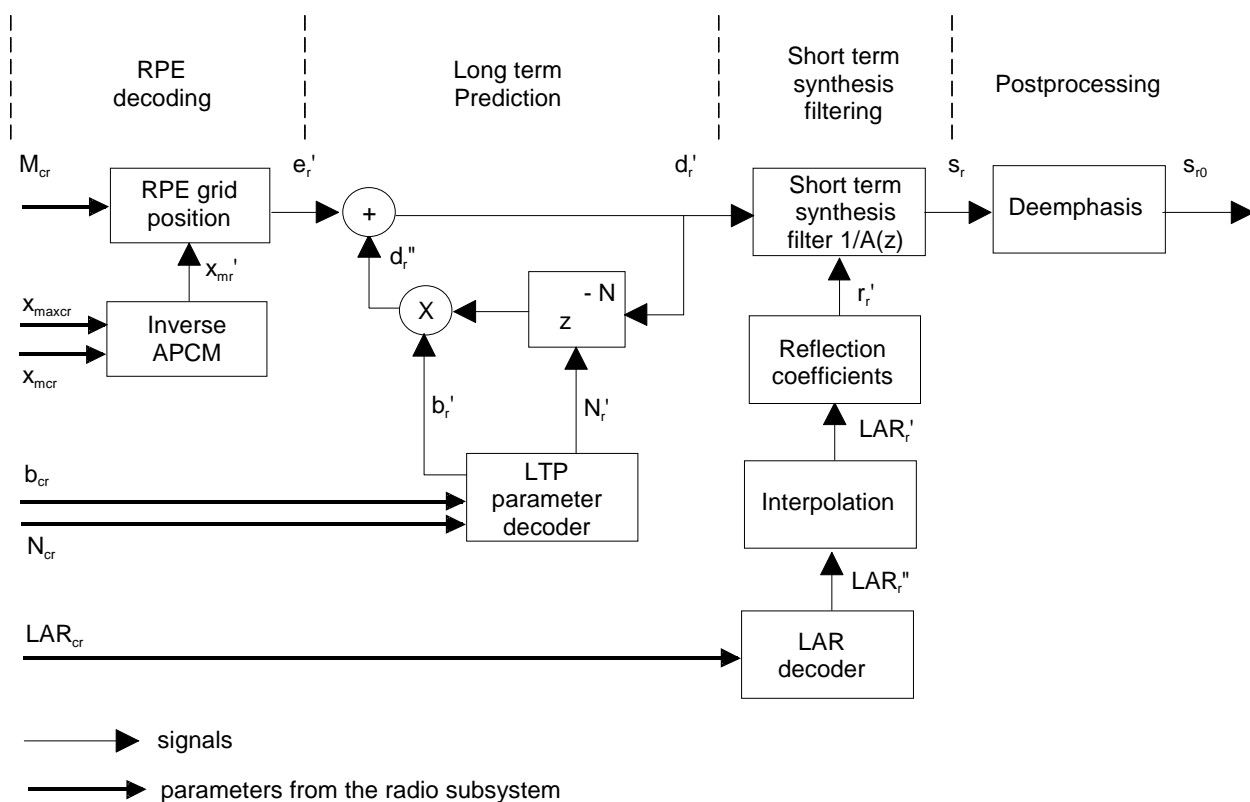 RPE
decoding
Long term
Prediction
Short term
synthesis
filtering
Postprocessing
M_cr
RPE grid
position
e_r'
+
d_r'
Short term
synthesis
filter 1/A(z)
s_r
Deemphasis
s_r0
x_mr'
d_r"
x_maxcr
x_mcr
Inverse
APCM
X
z^- N
r_r'
Reflection
coefficients
b_r'
N_r'
LAR_r'
b_cr
N_cr
LTP
parameter
decoder
Interpolation
LAR_r"
LAR_cr
LAR
decoder
signals
parameters from the radio subsystem